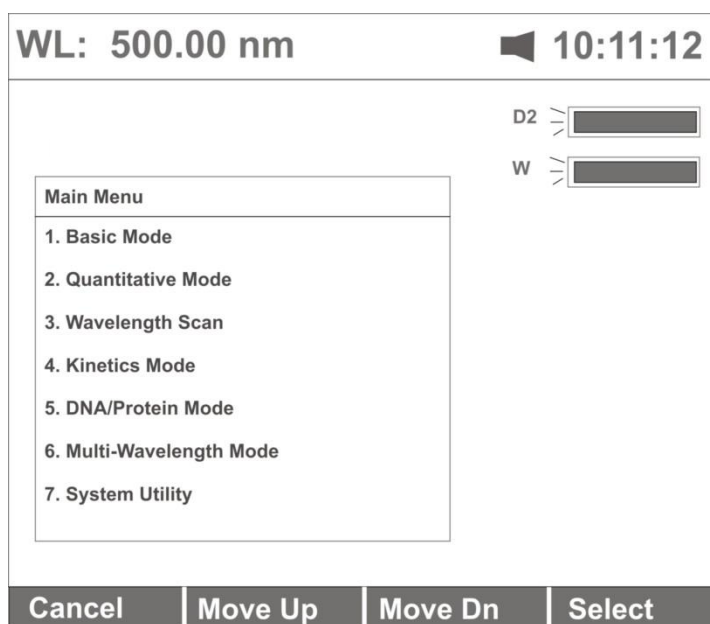 WL: 500.00 nm 10:11:12
D2
W
Main Menu
1. Basic Mode
2. Quantitative Mode
3. Wavelength Scan
4. Kinetics Mode
5. DNA/Protein Mode
6. Multi-Wavelength Mode
7. System Utility
Cancel Move Up Move Dn Select